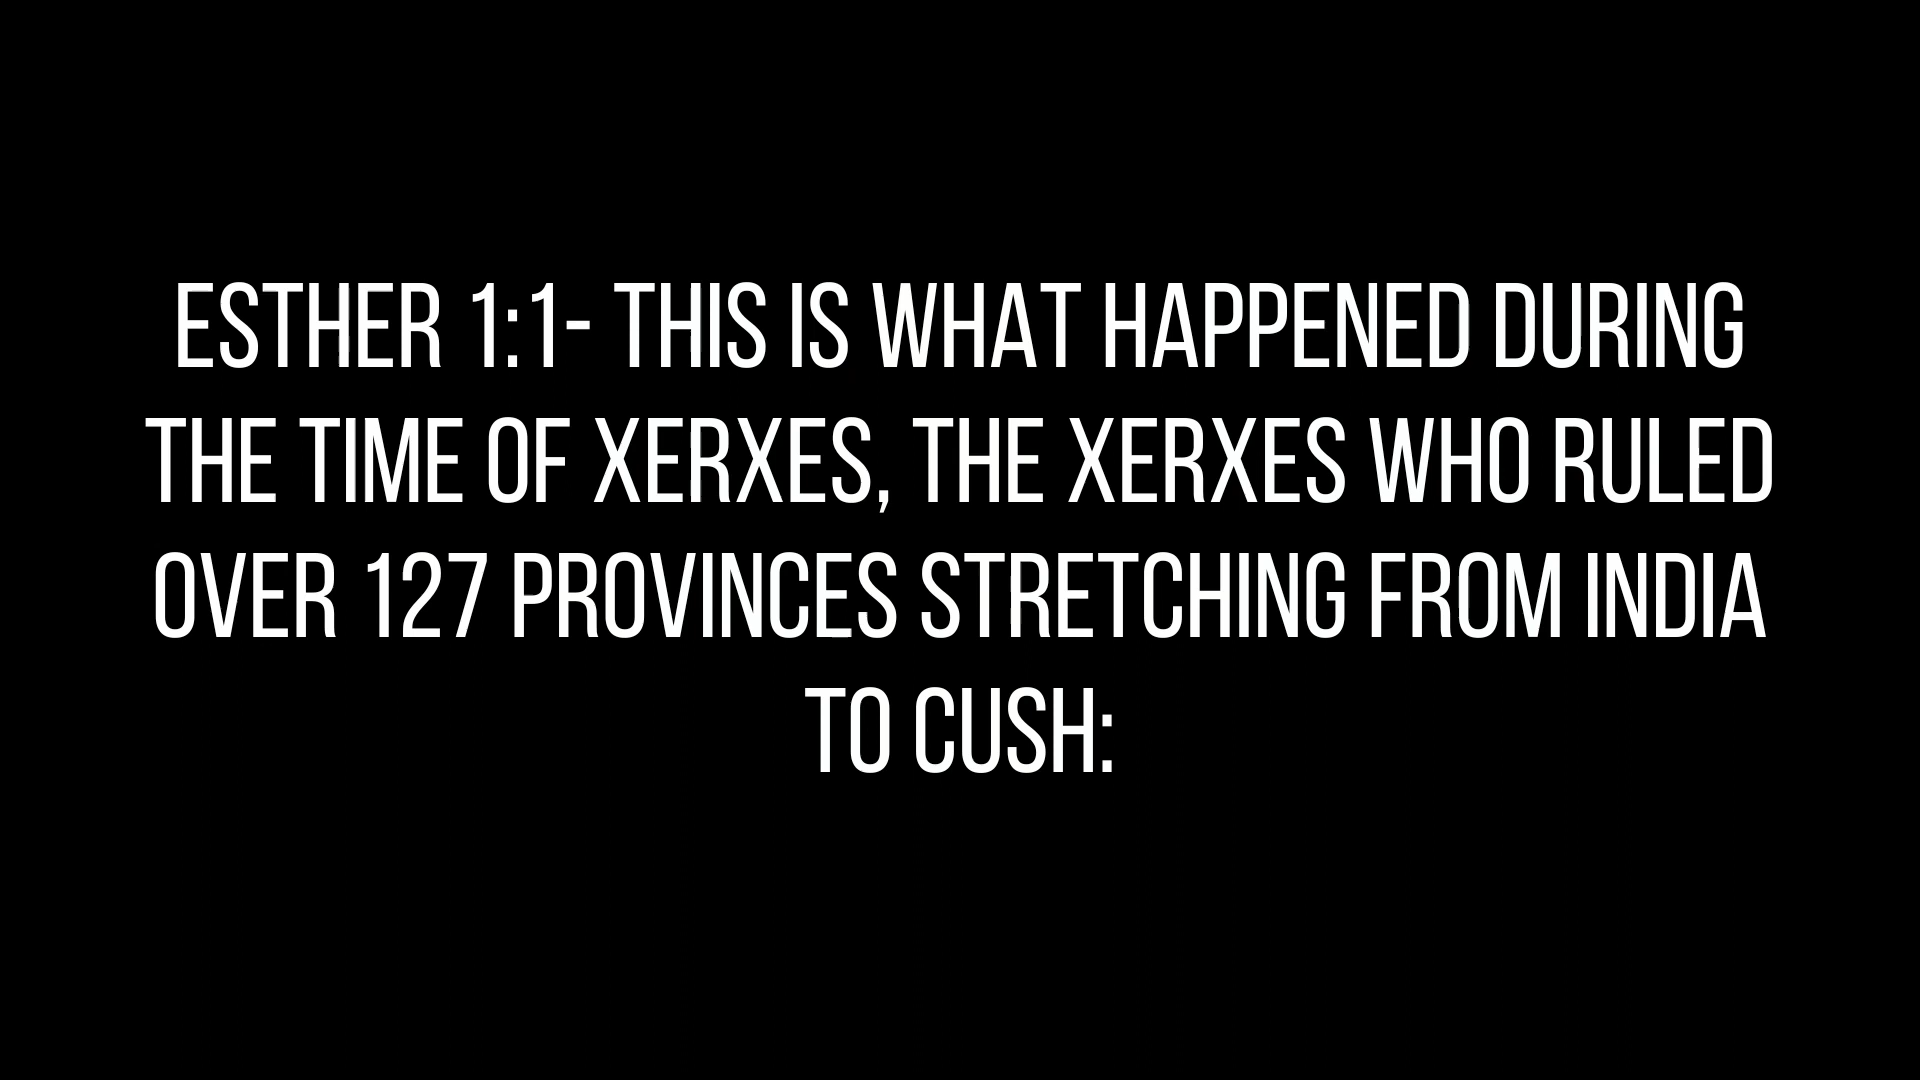 ESTHER 1:1- THIS IS WHAT HAPPENED DURING
THE TIME OF XERXES, THE XERXES WHO RULED
OVER 127 PROVINCES STRETCHING FROM INDIA
TO CUSH: